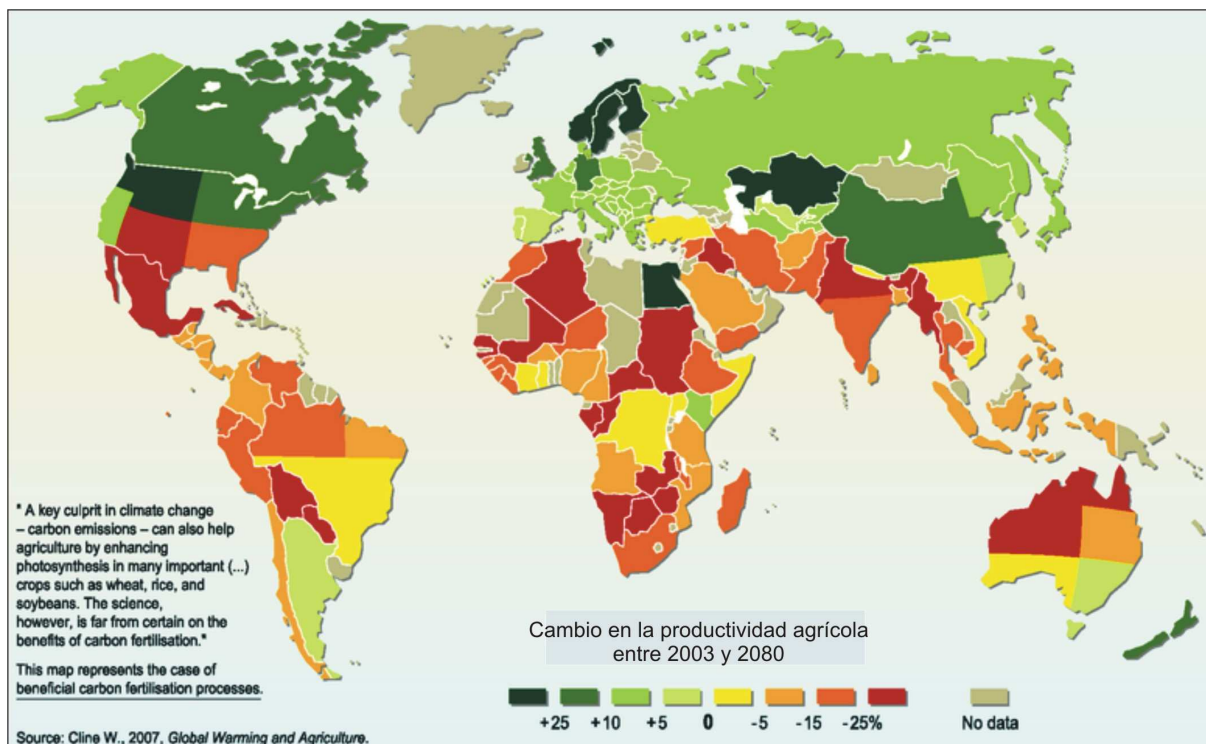 " A key culprit in climate change
– carbon emissions – can also help
agriculture by enhancing
photosynthesis in many important (...)
crops such as wheat, rice, and
soybeans. The science,
however, is far from certain on the
benefits of carbon fertilisation."
This map represents the case of
beneficial carbon fertilisation processes.
Source: Cline W., 2007, Global Warming and Agriculture.
Cambio en la productividad agrícola
entre 2003 y 2080
+25 +10 +5 0 -5 -15 -25% No data